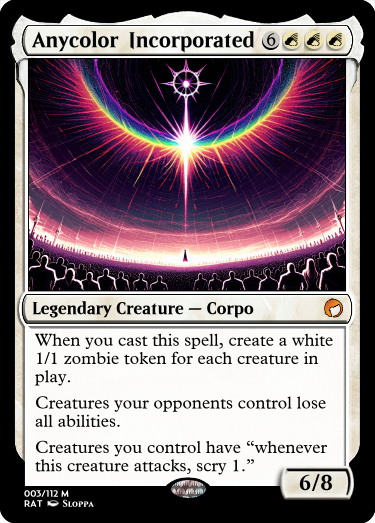 Anycolor Incorporated 6
Legendary Creature — Corpo
When you cast this spell, create a white
1/1 zombie token for each creature in
play.
Creatures your opponents control lose
all abilities.
Creatures you control have “whenever
this creature attacks, scry 1.”
6/8
003/112 M
RAT Sloppa